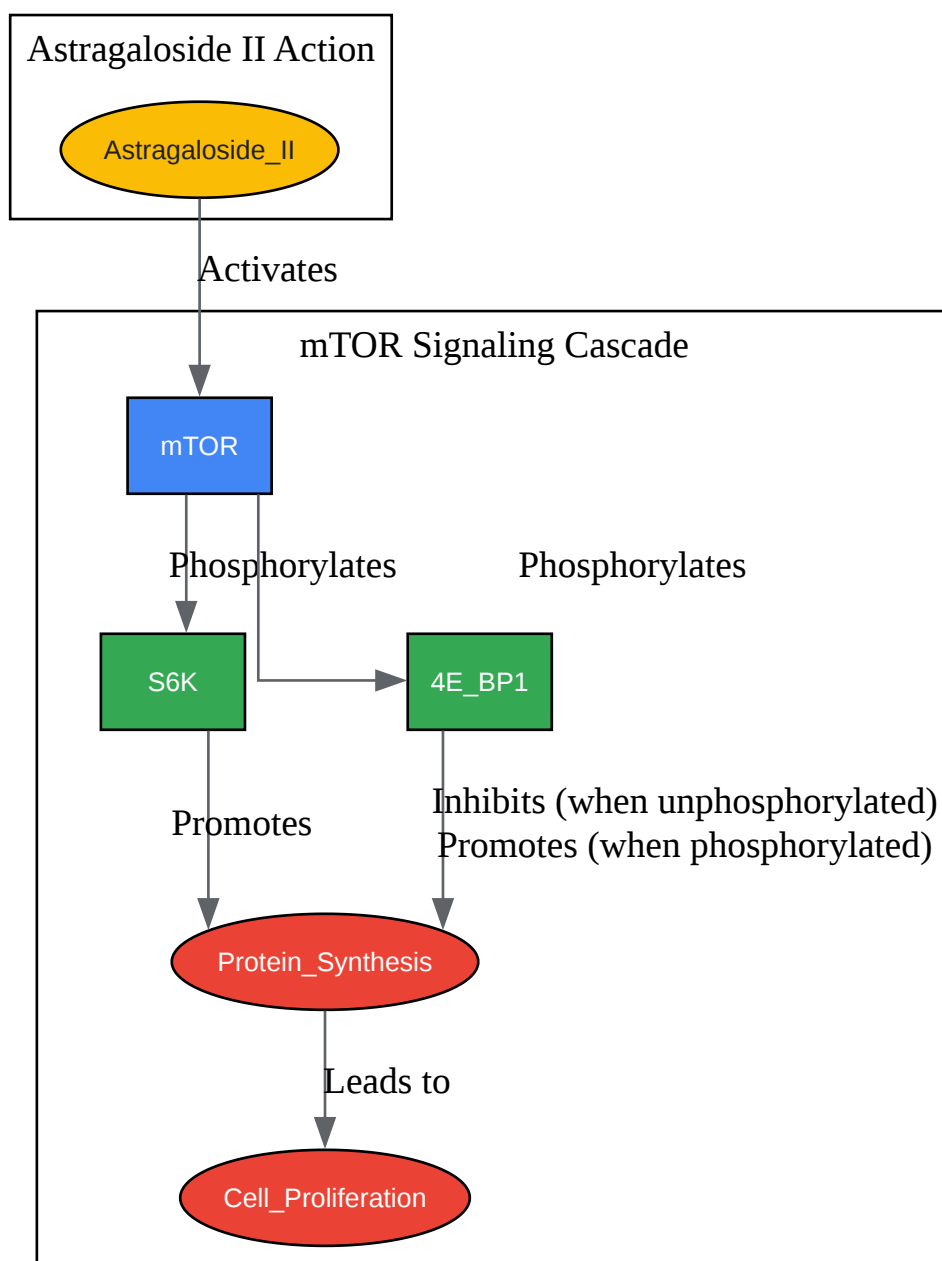 Astragaloside II Action
Astragaloside_II
Activates
mTOR Signaling Cascade
mTOR
Phosphorylates
Phosphorylates
S6K
4E_BP1
Promotes
Inhibits (when unphosphorylated)
Promotes (when phosphorylated)
Protein_Synthesis
Leads to
Cell_Proliferation